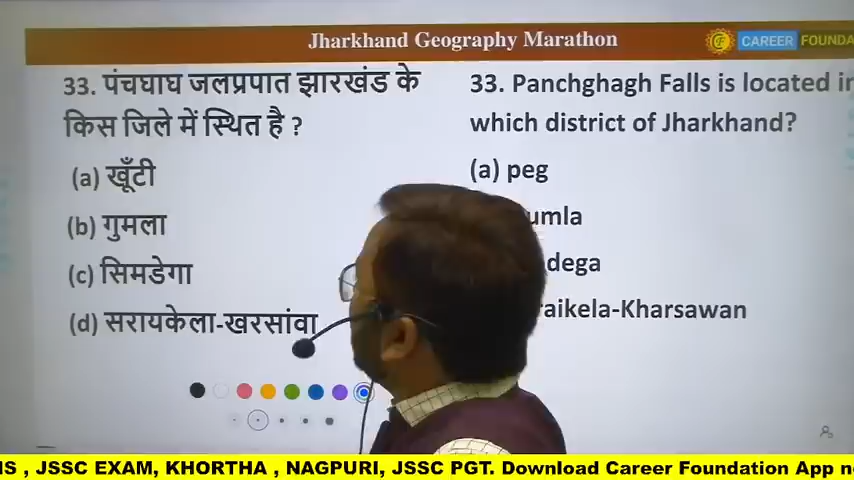 Jharkhand Geography Marathon
CAREER FOUNDA
33. पंचघाघ जलप्रपात झारखंड के
किस जिले में स्थित है ?
(a) खूँटी
(b) गुमला
(c) सिमडेगा
(d) सरायकेला-खरसांवा
33. Panchghagh Falls is located in
which district of Jharkhand?
(a) peg
umla
dega
raikela-Kharsawan
IS , JSSC EXAM, KHORTHA , NAGPURI, JSSC PGT. Download Career Foundation App n